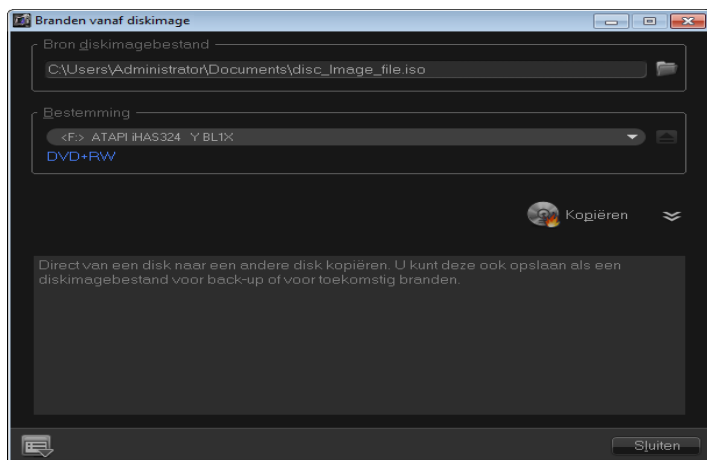 Branden vanaf diskimage
Bron diskimagebestand
C:\Users\Administrator\Documents\disc_Image_file.iso
Bestemming
<F:> ATAPI iHAS324 Y BL1X
DVD+RW
Kopiëren
Direct van een disk naar een andere disk kopiëren. U kunt deze ook opslaan als een
diskimagebestand voor back-up of voor toekomstig branden.
Sluiten